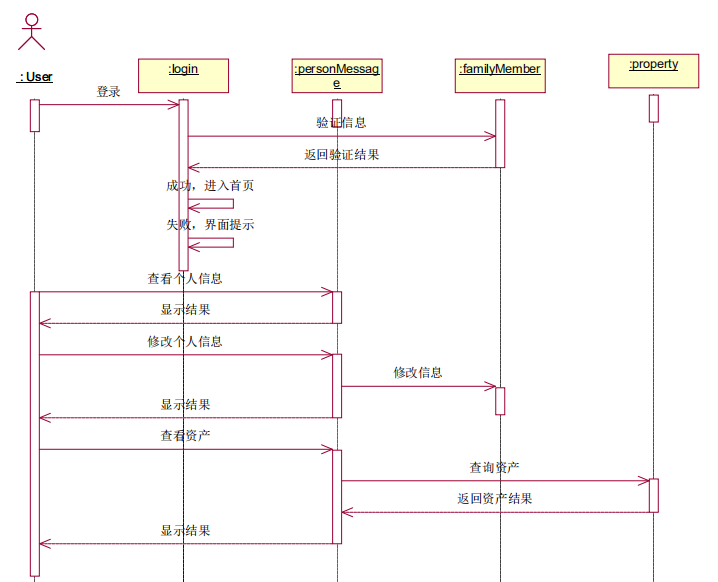 : User
:login
:personMessag
e
:familyMember
:property
登录
验证信息
返回验证结果
成功，进入首页
失败，界面提示
查看个人信息
显示结果
修改个人信息
修改信息
显示结果
查看资产
查询资产
返回资产结果
显示结果